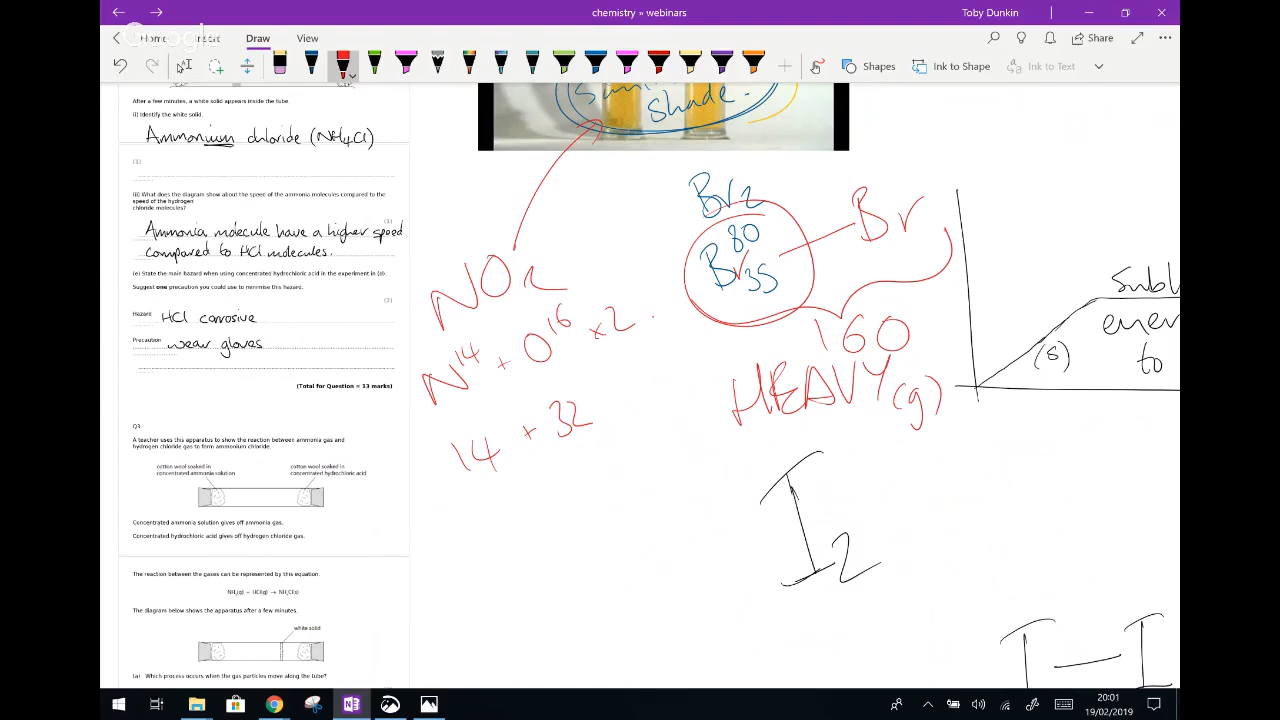 chemistry » webinars
Toby Dunkin
Home
Insert
Draw
View
Share
Shapes
Ink to Shape
Ink to Text
After a few minutes, a white solid appears inside the tube.
(i) Identify the white solid.
Ammonium chloride (NH4Cl)
(1)
(ii) What does the diagram show about the speed of the ammonia molecules compared to the
speed of the hydrogen
chloride molecules?
(1)
Ammonia molecule have a higher speed
compared to HCl molecules.
(e) State the main hazard when using concentrated hydrochloric acid in the experiment in (d).
Suggest one precaution you could use to minimise this hazard.
(2)
Hazard HCl corrosive
Precaution wear gloves
(Total for Question = 13 marks)
Q3.
A teacher uses this apparatus to show the reaction between ammonia gas and
hydrogen chloride gas to form ammonium chloride.
cotton wool soaked in
concentrated ammonia solution
cotton wool soaked in
concentrated hydrochloric acid
Concentrated ammonia solution gives off ammonia gas.
Concentrated hydrochloric acid gives off hydrogen chloride gas.
The reaction between the gases can be represented by this equation.
NH3(g) + HCl(g) → NH4Cl(s)
The diagram below shows the apparatus after a few minutes.
white solid
(a) Which process occurs when the gas particles move along the tube?
shade.
NO2
N14 + O16 ×2
14 + 32
Br2
80
Br35
Br
160
HEAVY (g)
I2
I-I
(s)
Subl
ener
to
20:01
19/02/2019